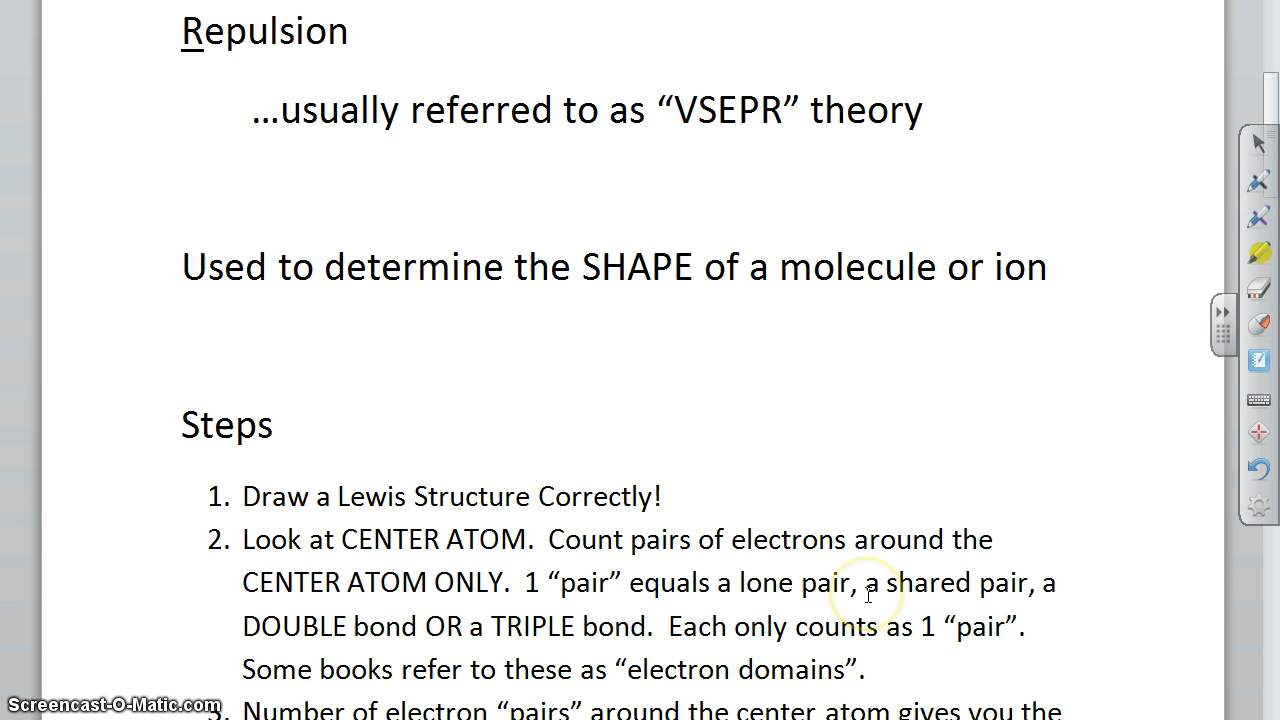 Repulsion
…usually referred to as “VSEPR” theory
Used to determine the SHAPE of a molecule or ion
Steps
1. Draw a Lewis Structure Correctly!
2. Look at CENTER ATOM.  Count pairs of electrons around the
CENTER ATOM ONLY.  1 “pair” equals a lone pair, a shared pair, a
DOUBLE bond OR a TRIPLE bond.  Each only counts as 1 “pair”.
Some books refer to these as “electron domains”.
3. Number of electron “pairs” around the center atom gives you the
Screencast-O-Matic.com